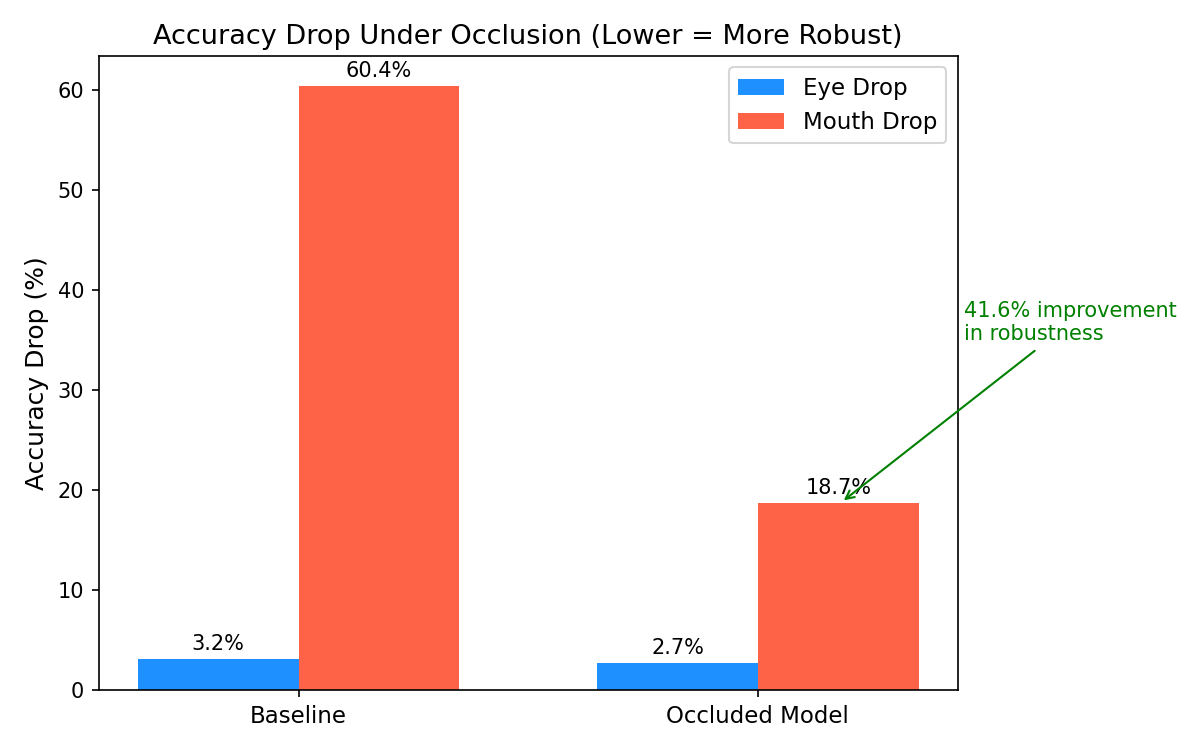 Accuracy Drop Under Occlusion (Lower = More Robust)
60.4%
Eye Drop
Mouth Drop
60
50
40
30
20
10
0
Accuracy Drop (%)
41.6% improvement
in robustness
18.7%
3.2%
2.7%
Baseline
Occluded Model